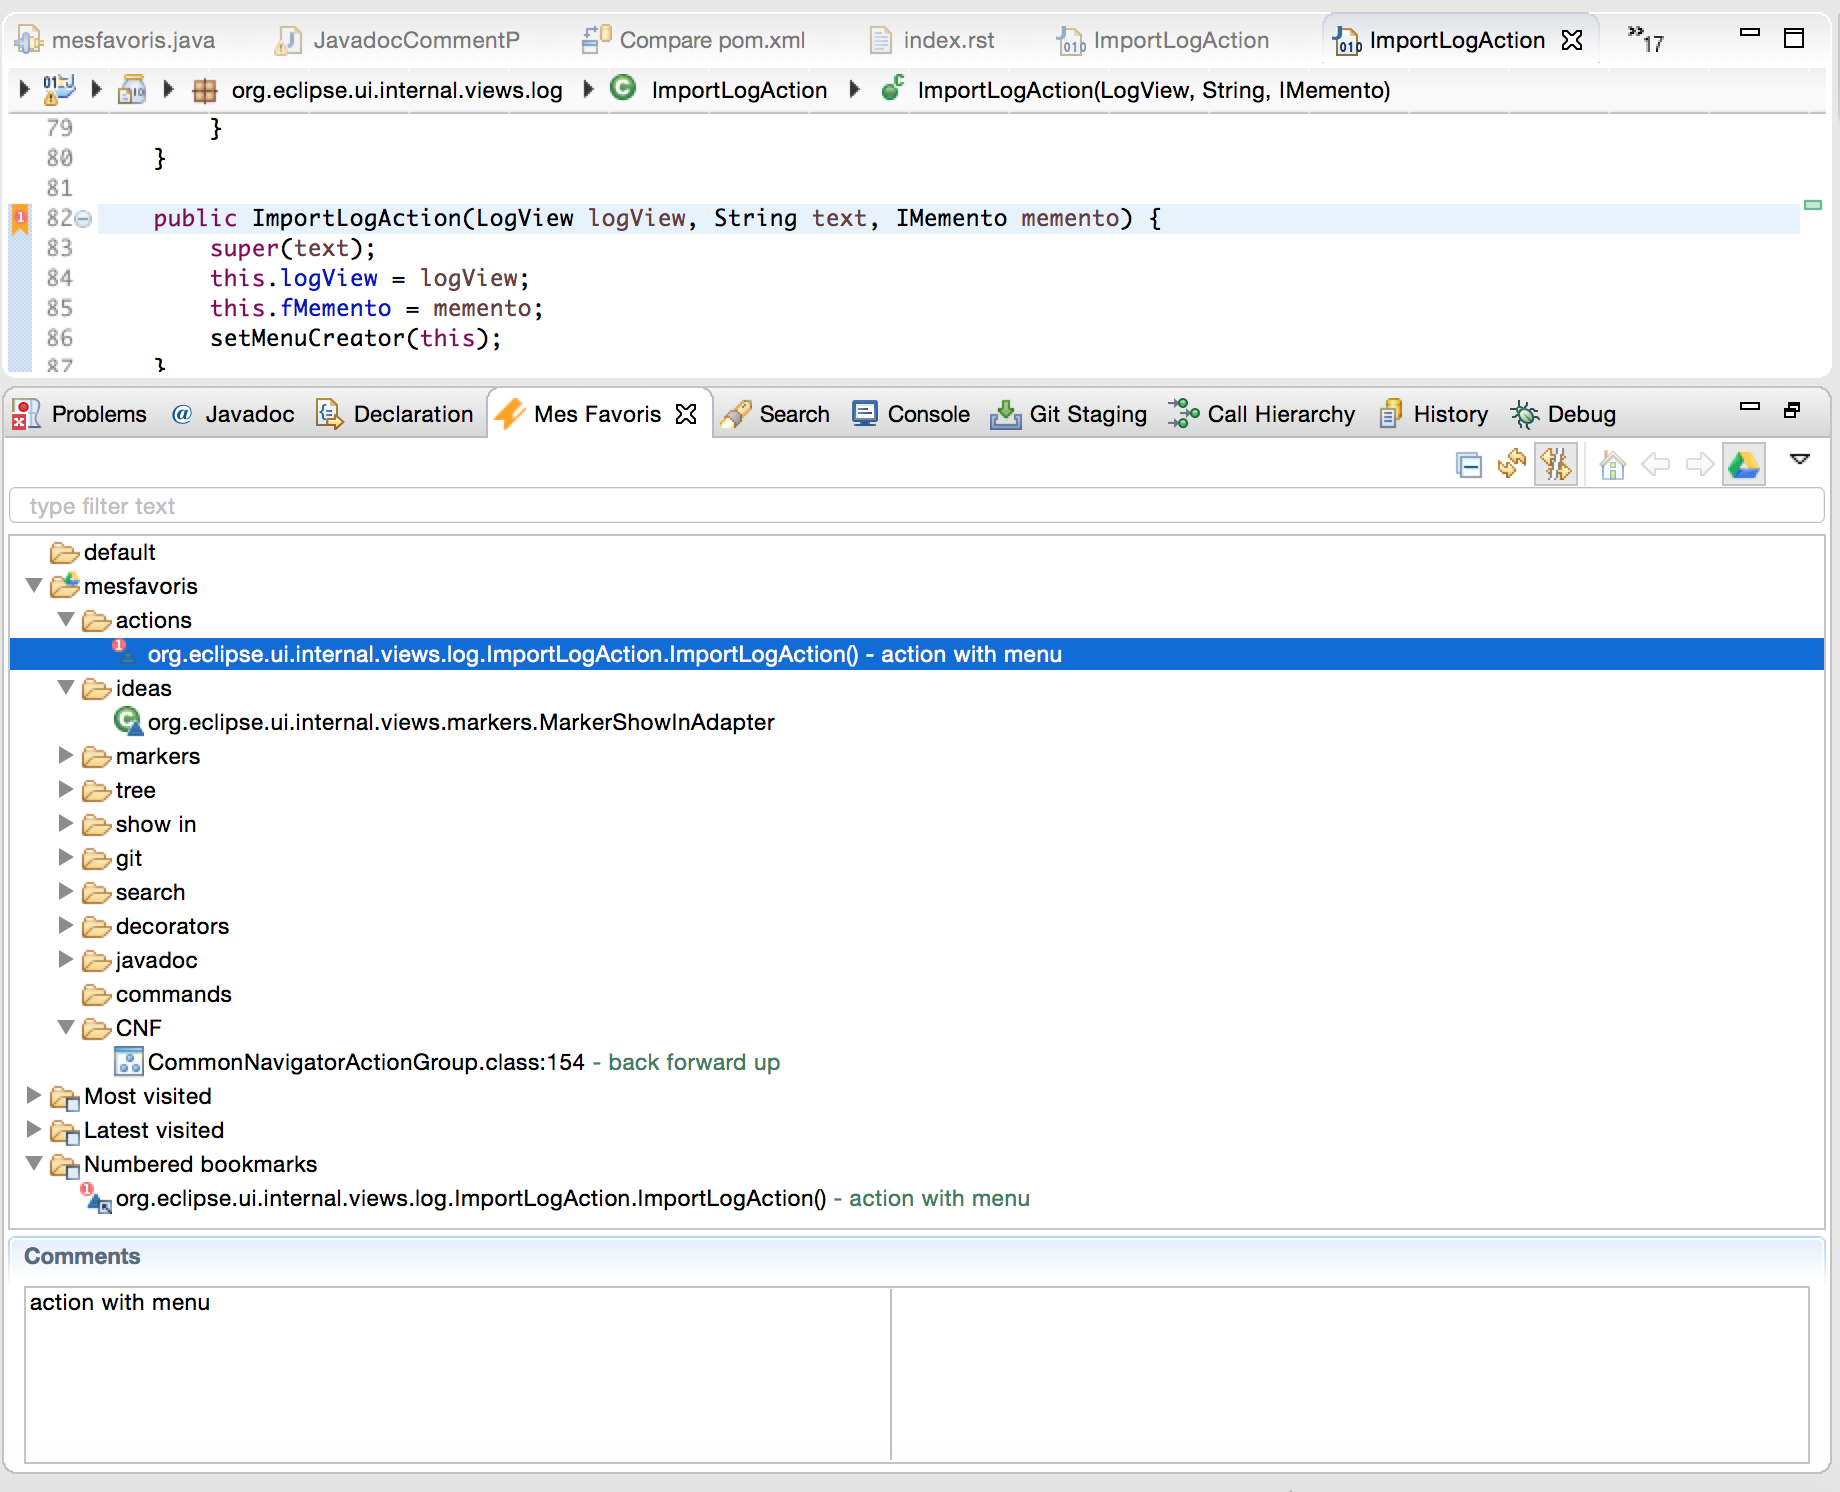 mesfavoris.java JavadocCommentP Compare pom.xml index.rst ImportLogAction ImportLogAction »17
org.eclipse.ui.internal.views.log ImportLogAction ImportLogAction(LogView, String, IMemento)
79 }
80 }
81
82 public ImportLogAction(LogView logView, String text, IMemento memento) {
83 super(text);
84 this.logView = logView;
85 this.fMemento = memento;
86 setMenuCreator(this);
87 }
Problems @ Javadoc Declaration Mes Favoris Search Console Git Staging Call Hierarchy History Debug
type filter text
default
mesfavoris
actions
org.eclipse.ui.internal.views.log.ImportLogAction.ImportLogAction() - action with menu
ideas
org.eclipse.ui.internal.views.markers.MarkerShowInAdapter
markers
tree
show in
git
search
decorators
javadoc
commands
CNF
CommonNavigatorActionGroup.class:154 - back forward up
Most visited
Latest visited
Numbered bookmarks
org.eclipse.ui.internal.views.log.ImportLogAction.ImportLogAction() - action with menu
Comments
action with menu